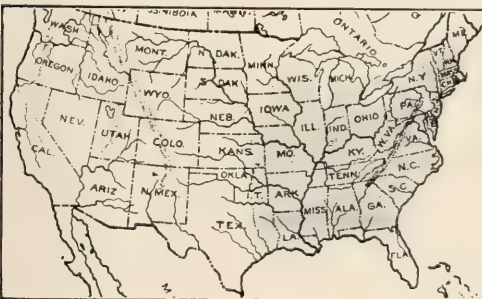 ONTARIO
WASH
OREGON
IDAHO
MONT.
N. DAK.
S. DAK.
MINN.
WIS.
MICH.
N.Y
ME.
VT.
WYO.
NEB.
IOWA
ILL.
IND.
OHIO
PA.
W.VA.
VA.
NEV.
UTAH
CAL.
COLO.
KANS.
MO.
KY.
N.C.
TENN.
S.C.
ARIZ
N. MEX.
OKLA
I.T.
ARK.
MISS
ALA.
GA.
TEX.
LA.
FLA.